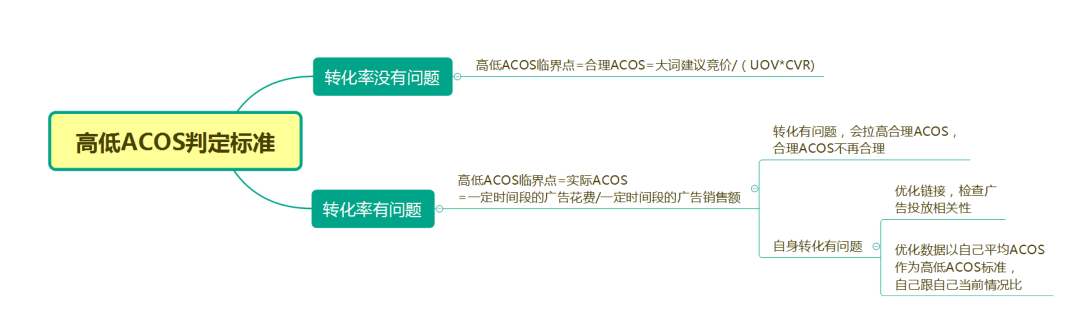 高低ACOS判定标准
转化率没有问题
高低ACOS临界点=合理ACOS=大词建议竞价/（UOV*CVR)
转化率有问题
高低ACOS临界点=实际ACOS
=一定时间段的广告花费/一定时间段的广告销售额
转化有问题，会拉高合理ACOS，
合理ACOS不再合理
自身转化有问题
优化链接，检查广
告投放相关性
优化数据以自己平均ACOS
作为高低ACOS标准，
自己跟自己当前情况比